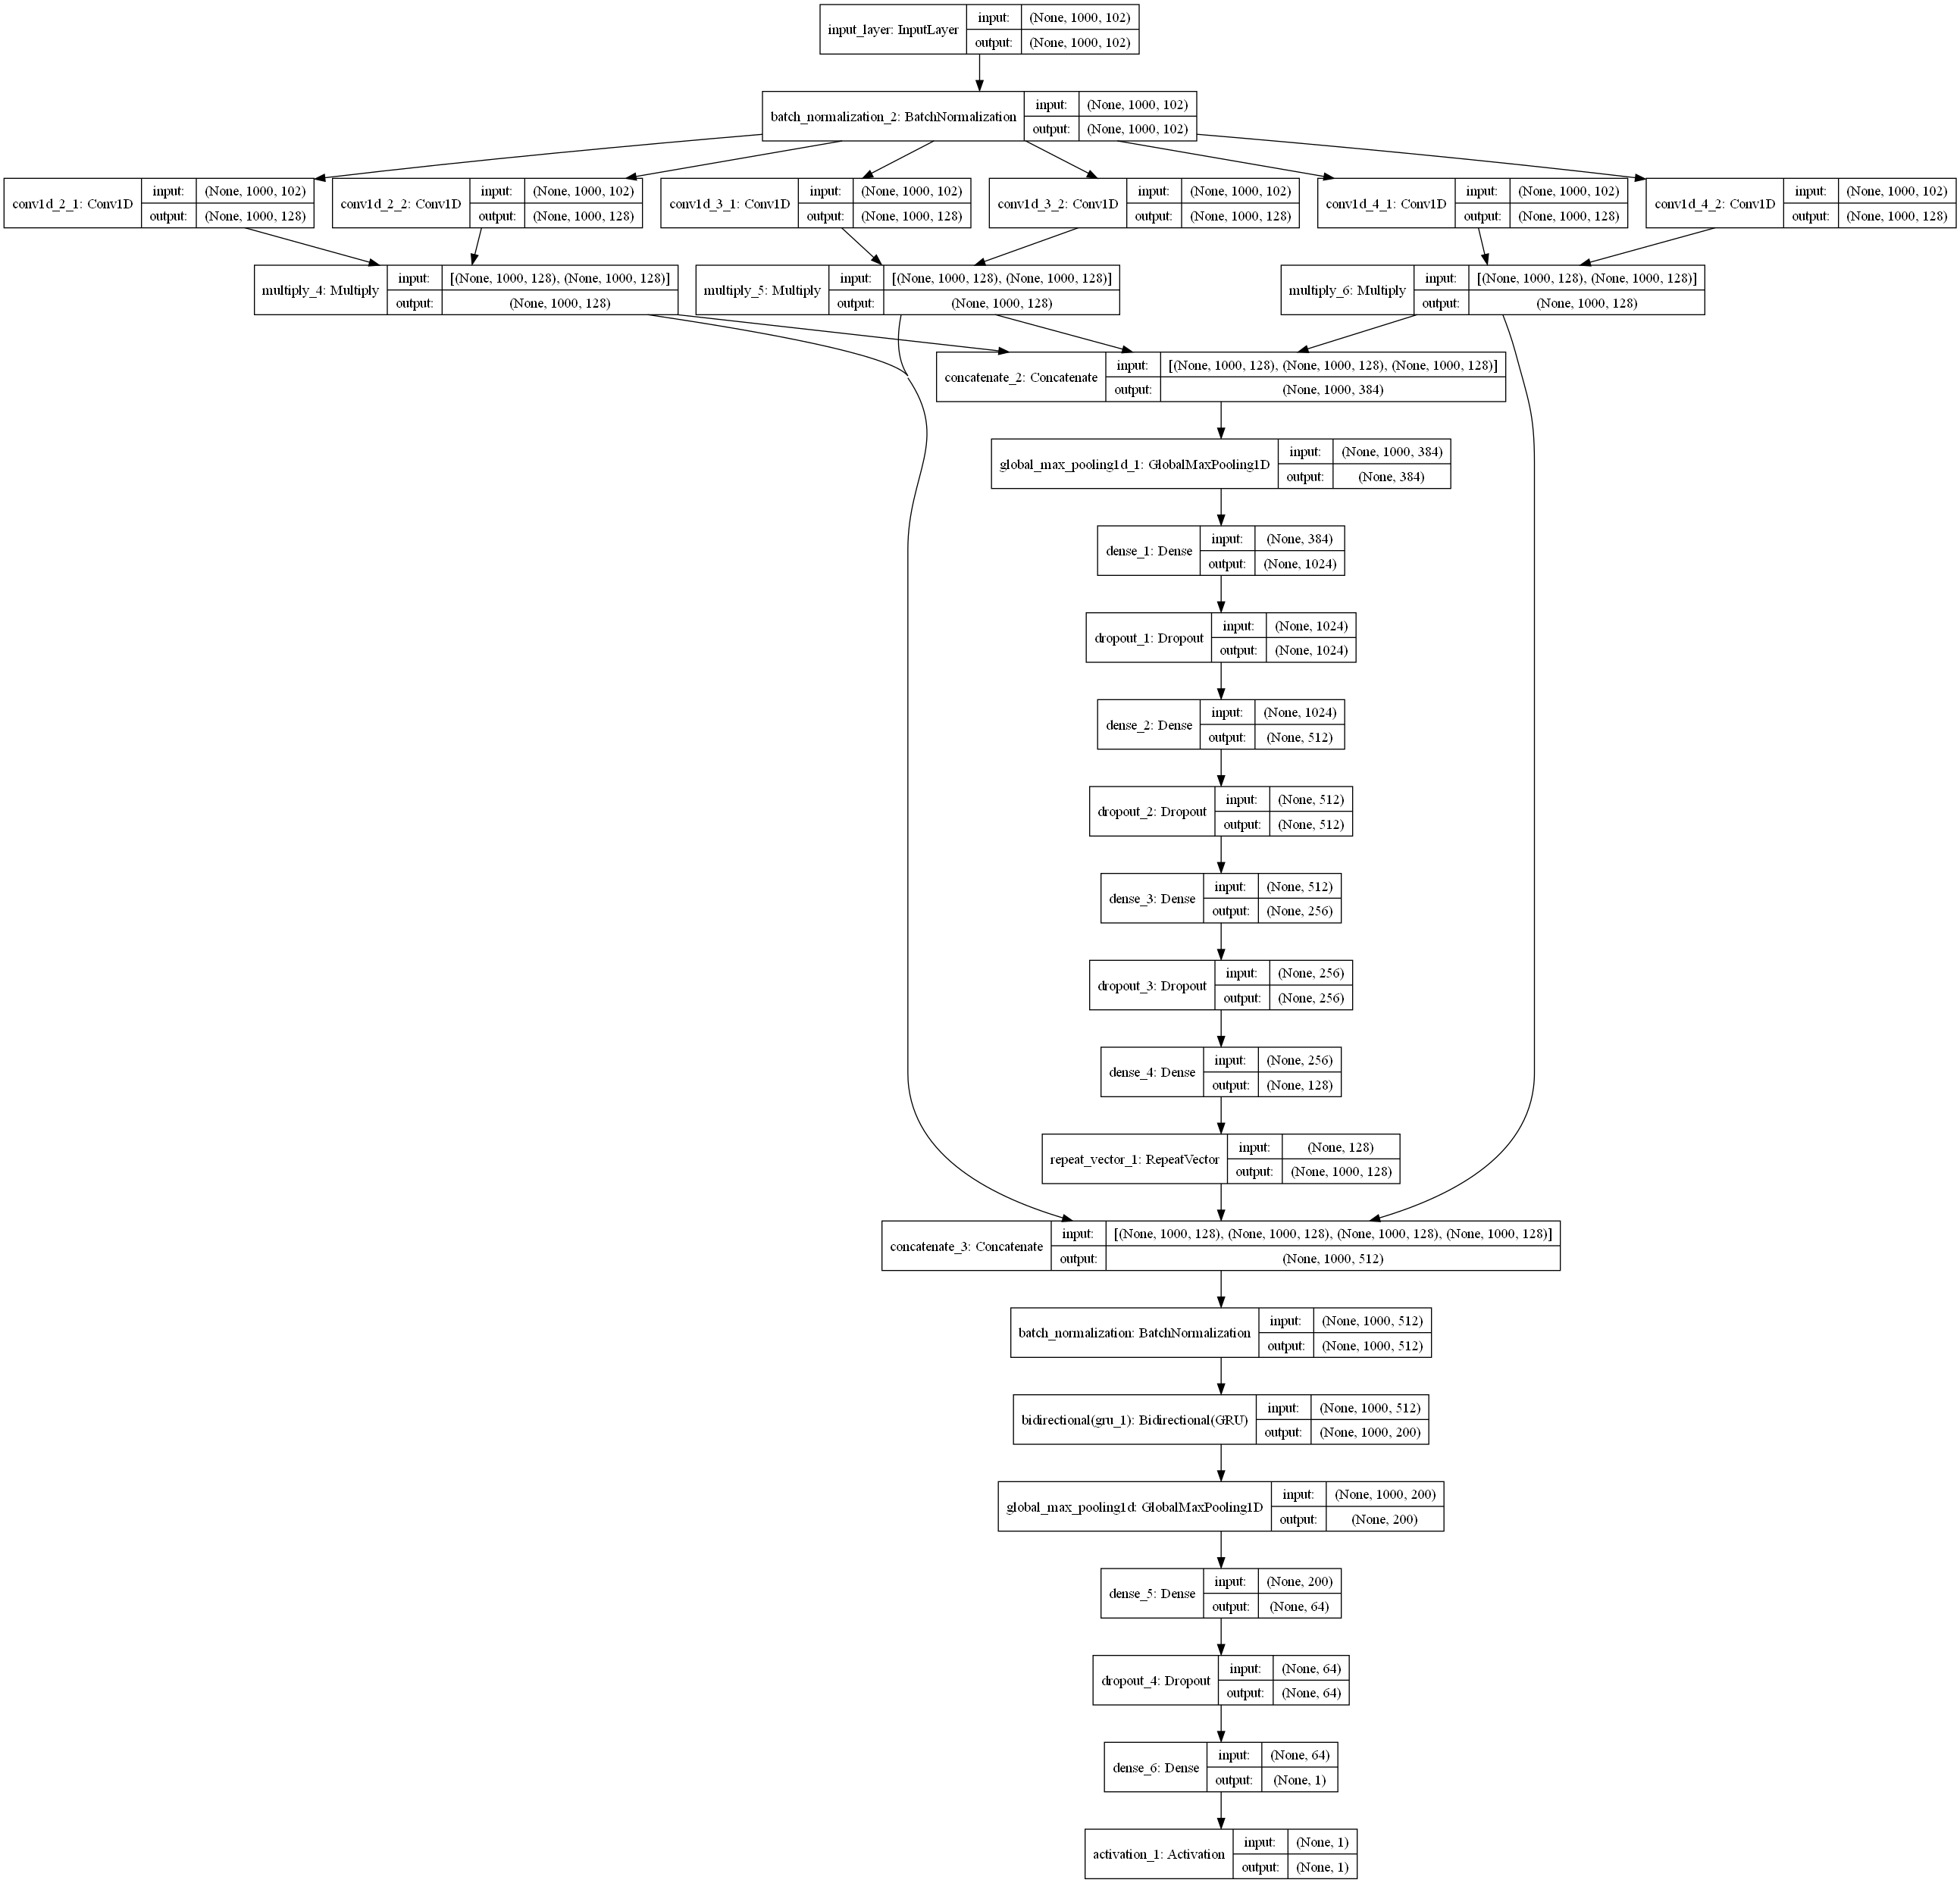 input_layer: InputLayer
input: (None, 1000, 102)
output: (None, 1000, 102)
batch_normalization_2: BatchNormalization
input: (None, 1000, 102)
output: (None, 1000, 102)
conv1d_2_1: Conv1D
input: (None, 1000, 102)
output: (None, 1000, 128)
conv1d_2_2: Conv1D
input: (None, 1000, 102)
output: (None, 1000, 128)
conv1d_3_1: Conv1D
input: (None, 1000, 102)
output: (None, 1000, 128)
conv1d_3_2: Conv1D
input: (None, 1000, 102)
output: (None, 1000, 128)
conv1d_4_1: Conv1D
input: (None, 1000, 102)
output: (None, 1000, 128)
conv1d_4_2: Conv1D
input: (None, 1000, 102)
output: (None, 1000, 128)
multiply_4: Multiply
input: [(None, 1000, 128), (None, 1000, 128)]
output: (None, 1000, 128)
multiply_5: Multiply
input: [(None, 1000, 128), (None, 1000, 128)]
output: (None, 1000, 128)
multiply_6: Multiply
input: [(None, 1000, 128), (None, 1000, 128)]
output: (None, 1000, 128)
concatenate_2: Concatenate
input: [(None, 1000, 128), (None, 1000, 128), (None, 1000, 128)]
output: (None, 1000, 384)
global_max_pooling1d_1: GlobalMaxPooling1D
input: (None, 1000, 384)
output: (None, 384)
dense_1: Dense
input: (None, 384)
output: (None, 1024)
dropout_1: Dropout
input: (None, 1024)
output: (None, 1024)
dense_2: Dense
input: (None, 1024)
output: (None, 512)
dropout_2: Dropout
input: (None, 512)
output: (None, 512)
dense_3: Dense
input: (None, 512)
output: (None, 256)
dropout_3: Dropout
input: (None, 256)
output: (None, 256)
dense_4: Dense
input: (None, 256)
output: (None, 128)
repeat_vector_1: RepeatVector
input: (None, 128)
output: (None, 1000, 128)
concatenate_3: Concatenate
input: [(None, 1000, 128), (None, 1000, 128), (None, 1000, 128), (None, 1000, 128)]
output: (None, 1000, 512)
batch_normalization: BatchNormalization
input: (None, 1000, 512)
output: (None, 1000, 512)
bidirectional(gru_1): Bidirectional(GRU)
input: (None, 1000, 512)
output: (None, 1000, 200)
global_max_pooling1d: GlobalMaxPooling1D
input: (None, 1000, 200)
output: (None, 200)
dense_5: Dense
input: (None, 200)
output: (None, 64)
dropout_4: Dropout
input: (None, 64)
output: (None, 64)
dense_6: Dense
input: (None, 64)
output: (None, 1)
activation_1: Activation
input: (None, 1)
output: (None, 1)